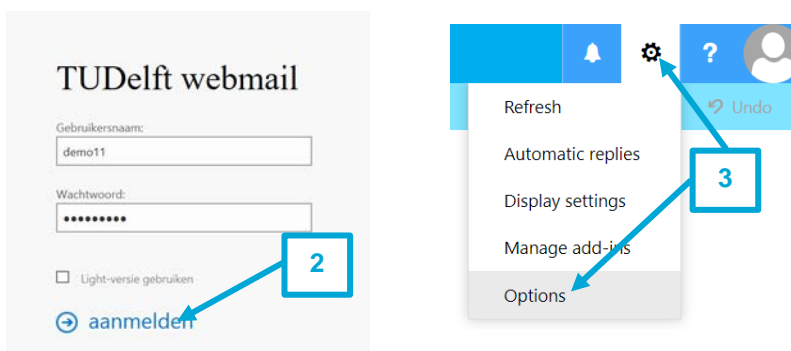 TUDelft webmail
Gebruikersnaam:
demo11
Wachtwoord:
•••••••••
Light-versie gebruiken
aanmelden
2
?
Undo
Refresh
Automatic replies
Display settings
Manage add-ins
Options
3